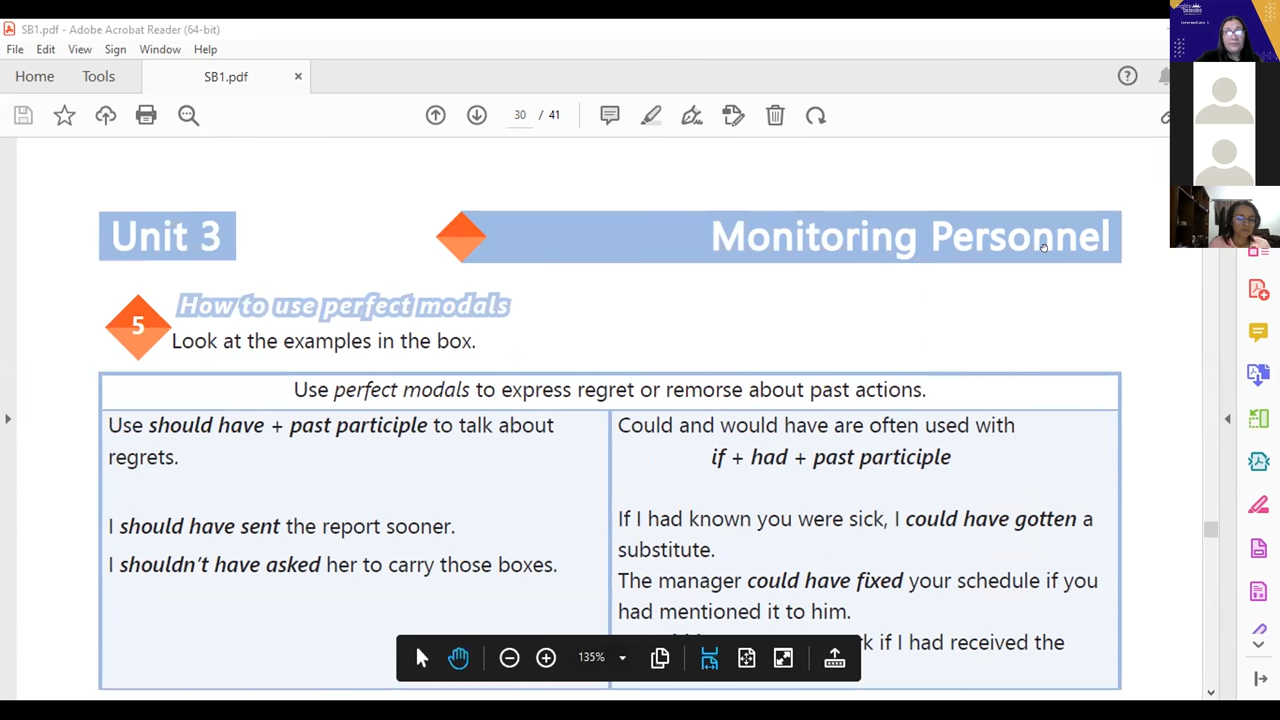 SB1.pdf - Adobe Acrobat Reader (64-bit)
File Edit View Sign Window Help
Home Tools SB1.pdf
30 / 41
Unit 3
Monitoring Personnel
5
How to use perfect modals
Look at the examples in the box.
Use perfect modals to express regret or remorse about past actions.
Use should have + past participle to talk about
regrets.
I should have sent the report sooner.
I shouldn't have asked her to carry those boxes.
Could and would have are often used with
if + had + past participle
If I had known you were sick, I could have gotten a
substitute.
The manager could have fixed your schedule if you
had mentioned it to him.
if I had received the
135%
Intermediate 1